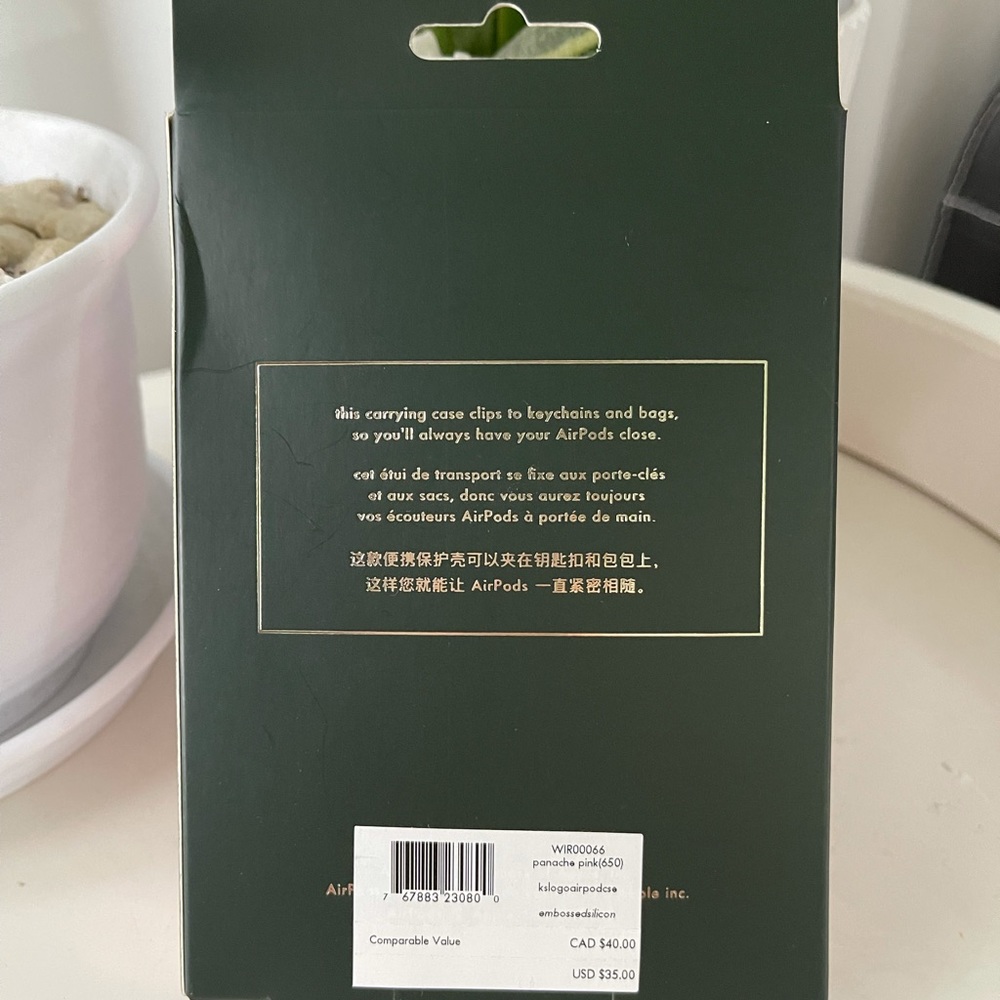 this carrying case clips to keychains and bags,
so you'll always have your AirPods close.
cet étui de transport se fixe aux porte-clés
et aux sacs, donc vous aurez toujours
vos écouteurs AirPods à portée de main.
这款便携保护壳可以夹在钥匙扣和包包上，
这样您就能让 AirPods 一直紧密相随。
WIR00066
panache pink(650)
kslogoairpodcse
embossedsilicon
7 67883 23080 0
inc.
Comparable Value
CAD $40.00
USD $35.00